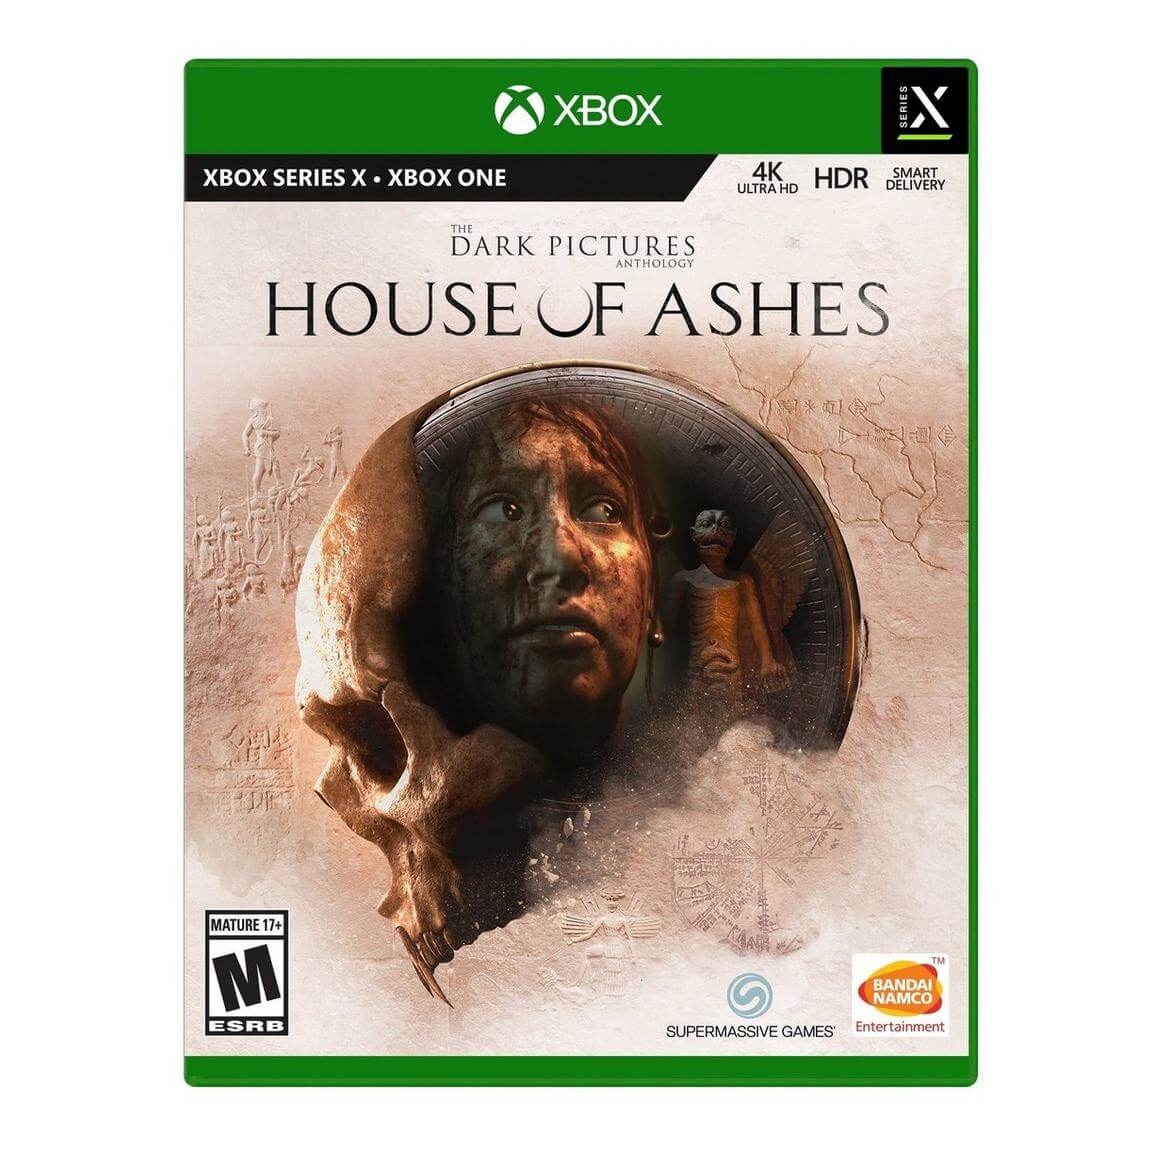 XBOX
SERIES X
XBOX SERIES X • XBOX ONE
4K
ULTRA HD
HDR
SMART
DELIVERY
THE
DARK PICTURES
ANTHOLOGY
HOUSE OF ASHES
MATURE 17+
M
ESRB
SUPERMASSIVE GAMES
BANDAI
NAMCO
TM
Entertainment